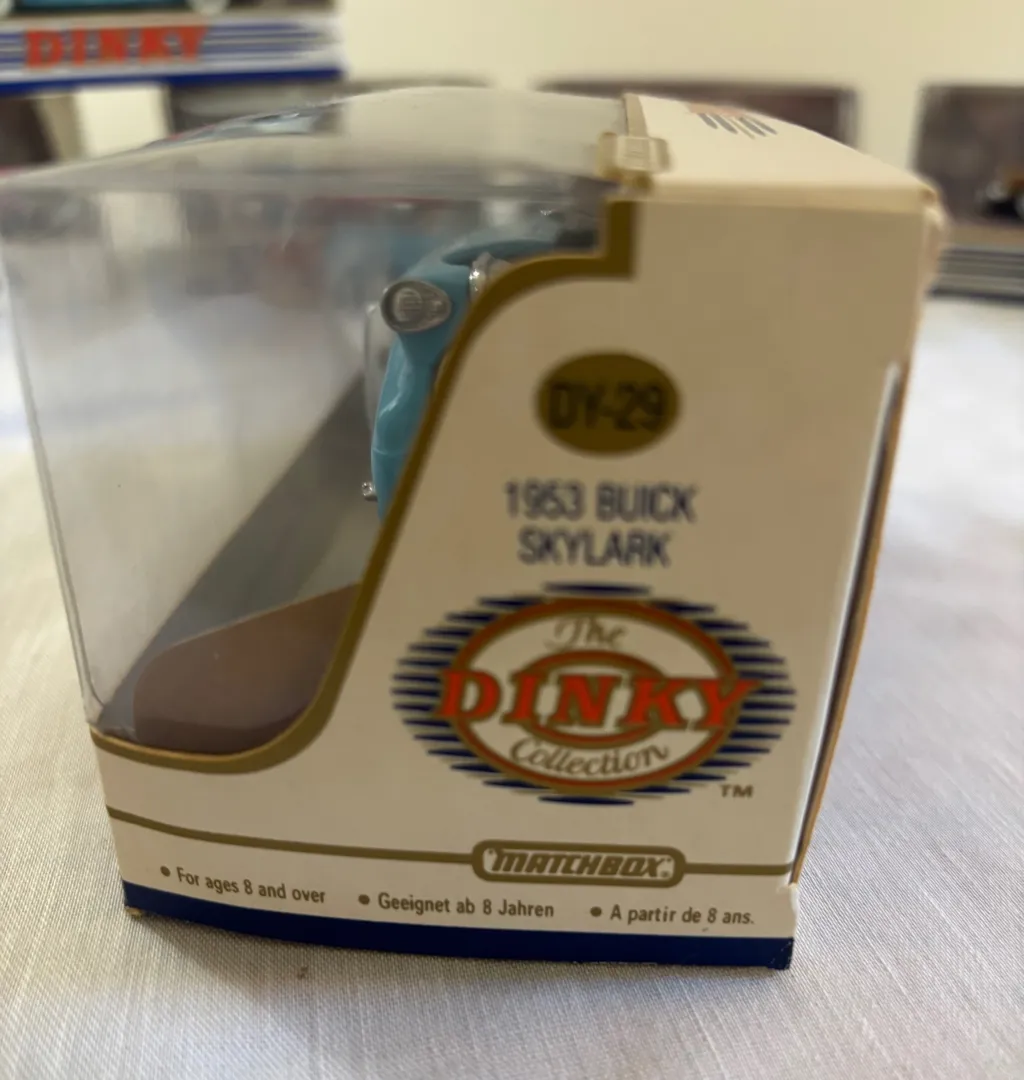 DINKY
DY-29
1953 BUICK
SKYLARK
The
DINKY
Collection
TM
"MATCHBOX"®
• For ages 8 and over • Geeignet ab 8 Jahren • A partir de 8 ans.